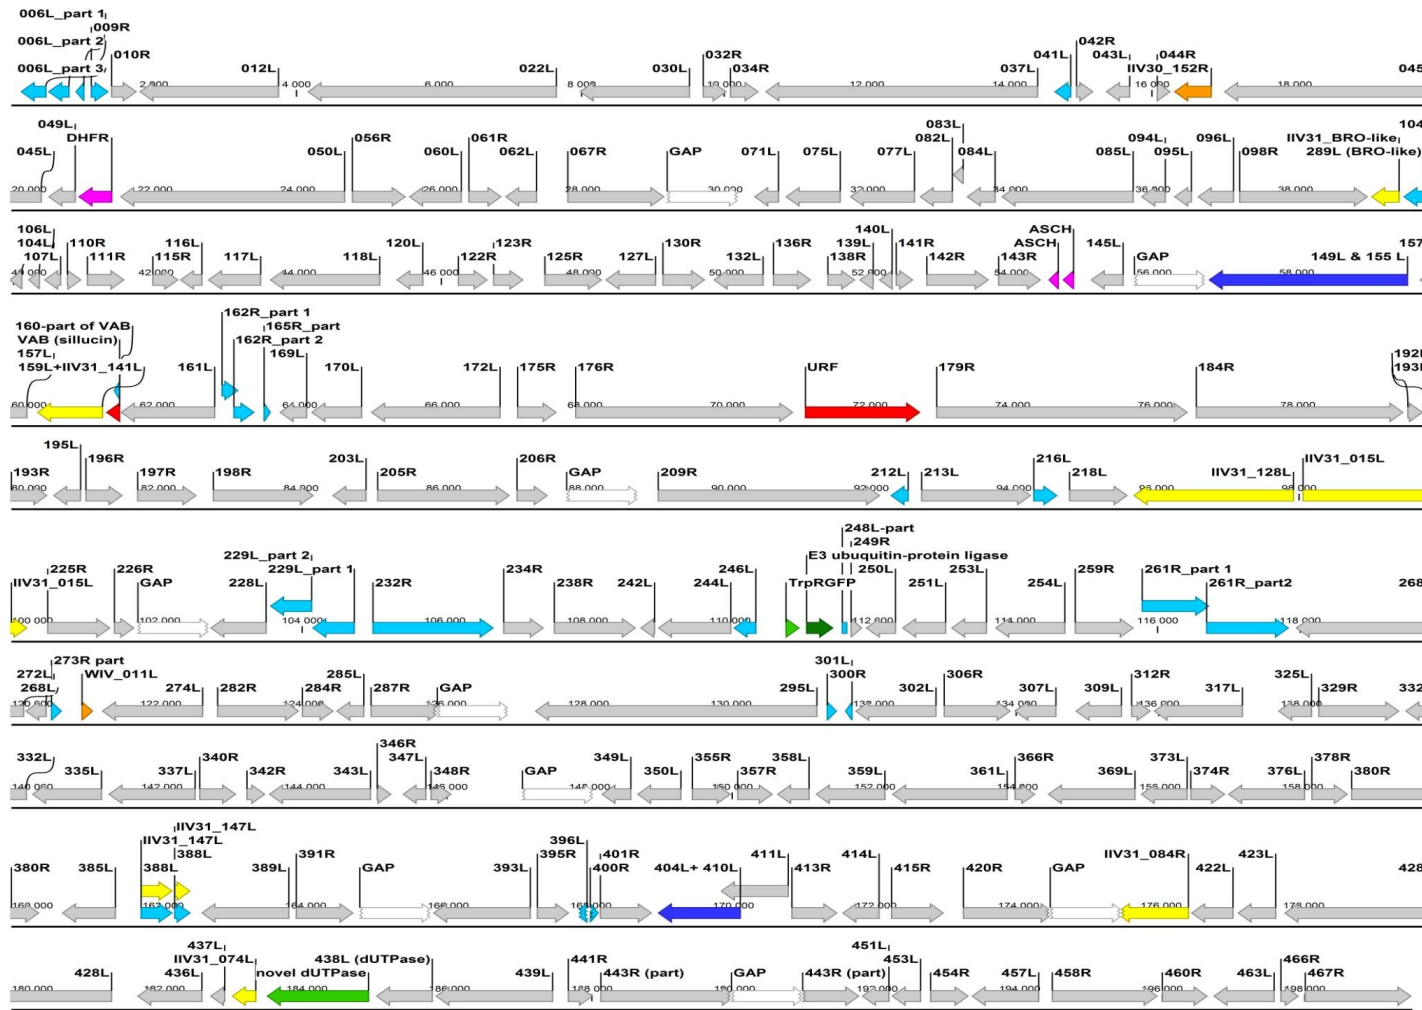 006L_part 1
009R
006L_part 2 010R 032R 042R 044R
006L_part 3 012L 022L 030L 034R 037L 041L 043L IIV30_152R 045
2 000 4 000 6 000 8 000 10 000 12 000 14 000 16 000 18 000
049L 083L 104
DHFR 056R 061R GAP 082L 094L 096L IIV31_BRO-like
045L 050L 060L 062L 067R 071L 075L 077L 084L 085L 095L 098R 289L (BRO-like)
20 000 22 000 24 000 26 000 28 000 30 000 32 000 34 000 36 000 38 000
106L 140L ASCH
104L 110R 116L 120L 123R 130R 136R 139L 141R ASCH GAP 157
107L 111R 115R 117L 118L 122R 125R 127L 132L 138R 142R 143R 145L 149L & 155 L
40 000 42 000 44 000 46 000 48 000 50 000 52 000 54 000 56 000 58 000
162R_part 1
160-part of VAB 165R_part
VAB (sillucin) 162R_part 2
157L 169L 192L
159L+IIV31_141L 161L 170L 172L 175R 176R URF 179R 184R 193
60 000 62 000 64 000 66 000 68 000 70 000 72 000 74 000 76 000 78 000
195L 203L 206R 216L IIV31_015L
193R 196R 197R 198R 205R GAP 209R 212L 213L 218L IIV31_128L
80 000 82 000 84 000 86 000 88 000 90 000 92 000 94 000 96 000 98 000
248L-part
249R
229L_part 2 E3 ubuquitin-protein ligase
225R 229L_part 1 234R 246L 250L 253L 259R 261R_part 1
IIV31_015L 226R GAP 228L 232R 238R 242L 244L TrpRGFP 251L 254L 261R_part2 268
100 000 102 000 104 000 106 000 108 000 110 000 112 000 114 000 116 000 118 000
273R part 301L
272L WIV_011L 285L 300R 306R 312R 325L
268L 274L 282R 284R 287R GAP 295L 302L 307L 309L 317L 329R 332
120 000 122 000 124 000 126 000 128 000 130 000 132 000 134 000 136 000 138 000
346R
332L 340R 347L 349L 355R 358L 366R 373L 378R
335L 337L 342R 343L 348R GAP 350L 357R 359L 361L 369L 374R 376L 380R
140 000 142 000 144 000 146 000 148 000 150 000 152 000 154 000 156 000 158 000
IIV31_147L
IIV31_147L 396L
388L 391R 395R 401R 411L 414L IIV31_084R 423L
380R 385L 388L 389L GAP 393L 400R 404L+ 410L 413R 415R 420R GAP 422L 428
160 000 162 000 164 000 166 000 168 000 170 000 172 000 174 000 176 000 178 000
437L 451L
IIV31_074L 438L (dUTPase) 441R 453L 466R
428L 436L novel dUTPase 439L 443R (part) GAP 443R (part) 454R 457L 458R 460R 463L 467R
180 000 182 000 184 000 186 000 188 000 190 000 192 000 194 000 196 000 198 000